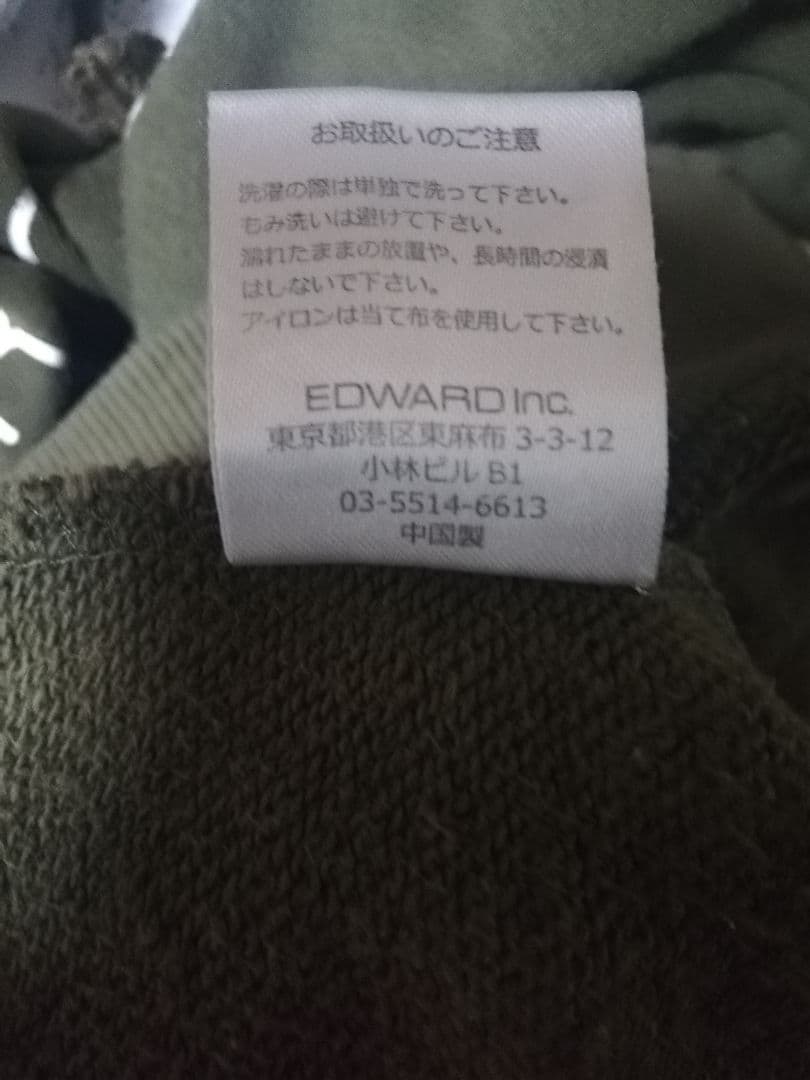 お取扱いのご注意
洗濯の際は単独で洗って下さい。
もみ洗いは避けて下さい。
濡れたままの放置や、長時間の浸漬
はしないで下さい。
アイロンは当て布を使用して下さい。
EDWARD Inc.
東京都港区東麻布 3-3-12
小林ビル B1
03-5514-6613
中国製